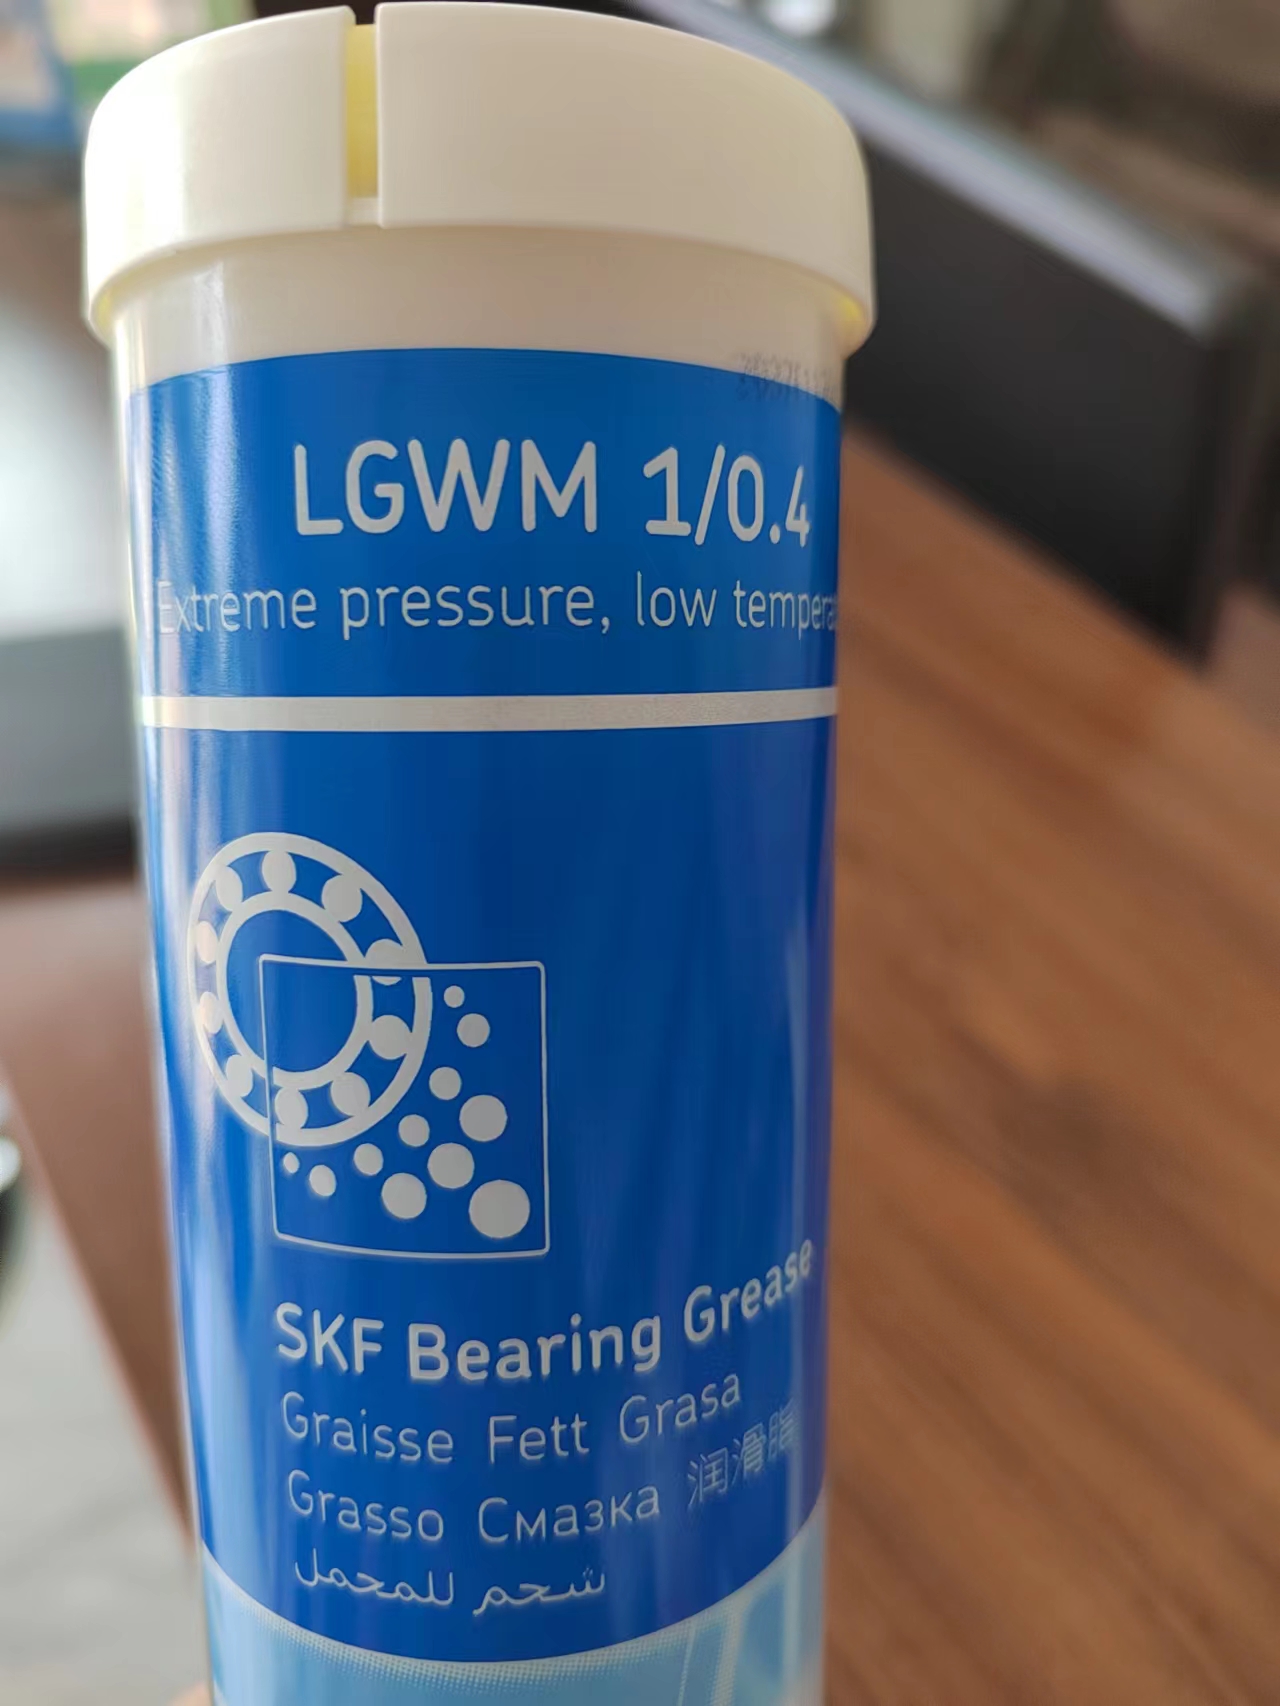 LGWM 1/0.4
Extreme pressure, low
SKF Bearing Grease
Graisse Fett Grasa
Grasso Смазка 润滑脂
شحم للمحمل